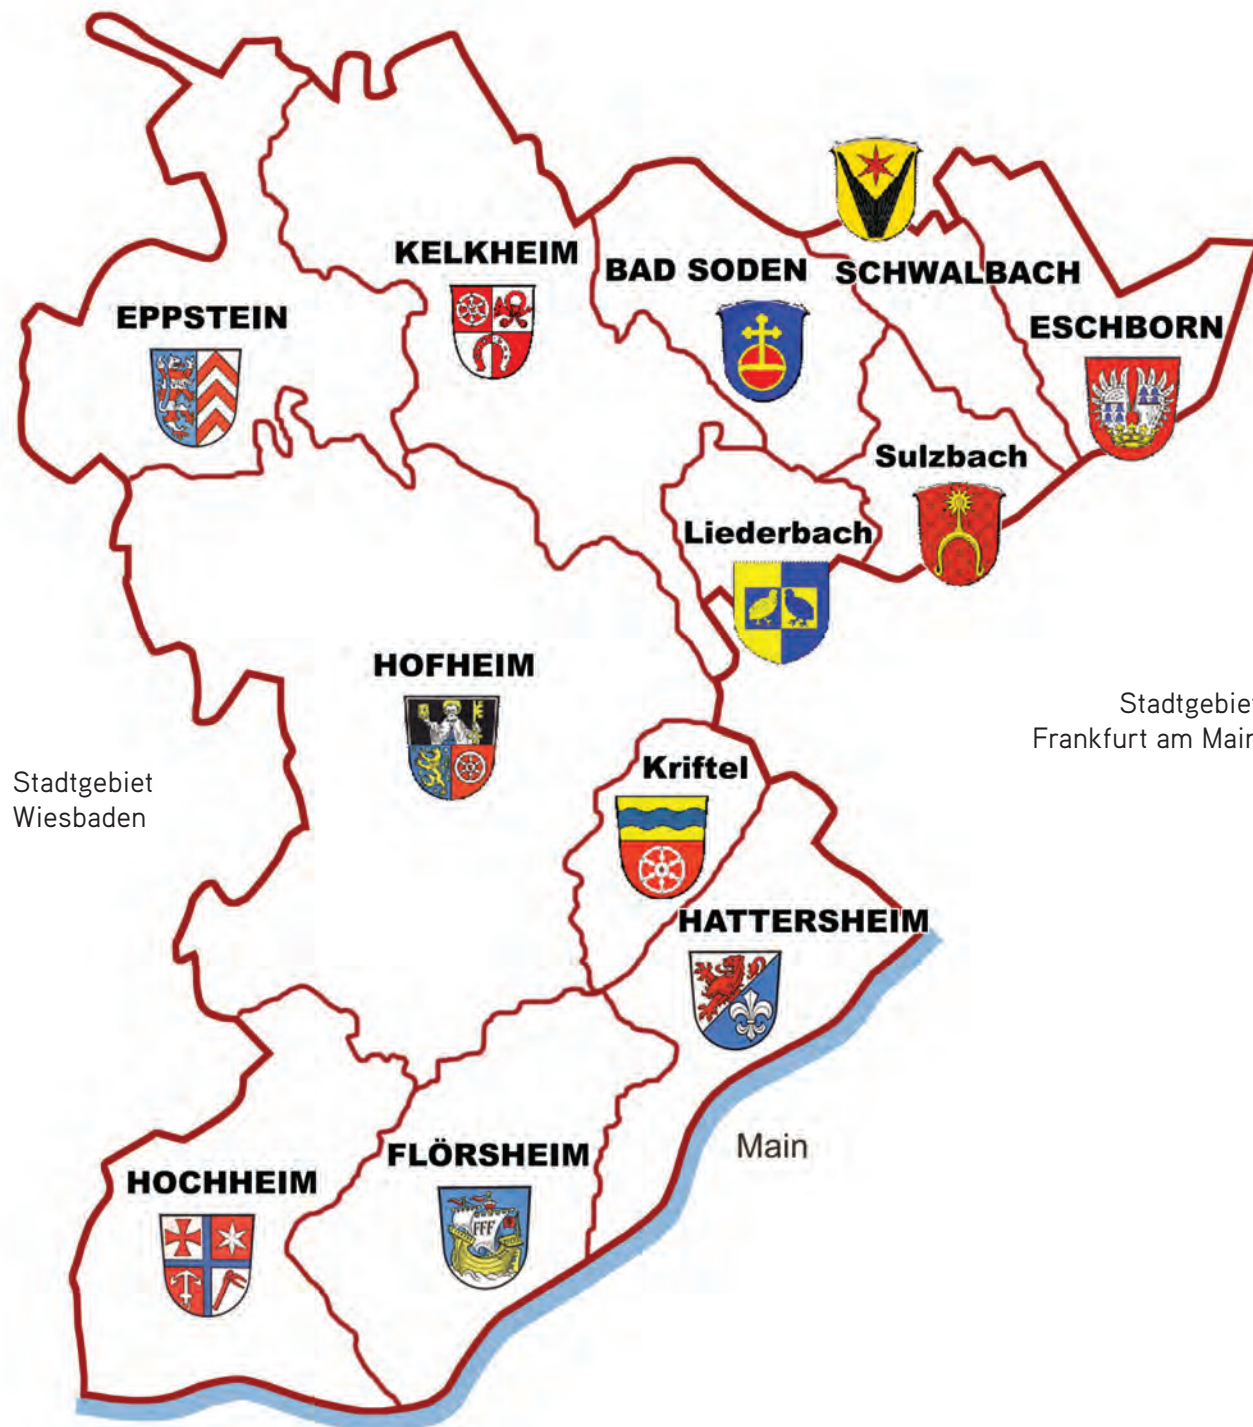 KELKHEIM
BAD SODEN
SCHWALBACH
EPPSTEIN
ESCHBORN
Sulzbach
Liederbach
HOFHEIM
Stadtgebiet
Frankfurt am Main
Kriftel
Stadtgebiet
Wiesbaden
HATTERSHEIM
Main
FLÖRSHEIM
HOCHHEIM
FFF